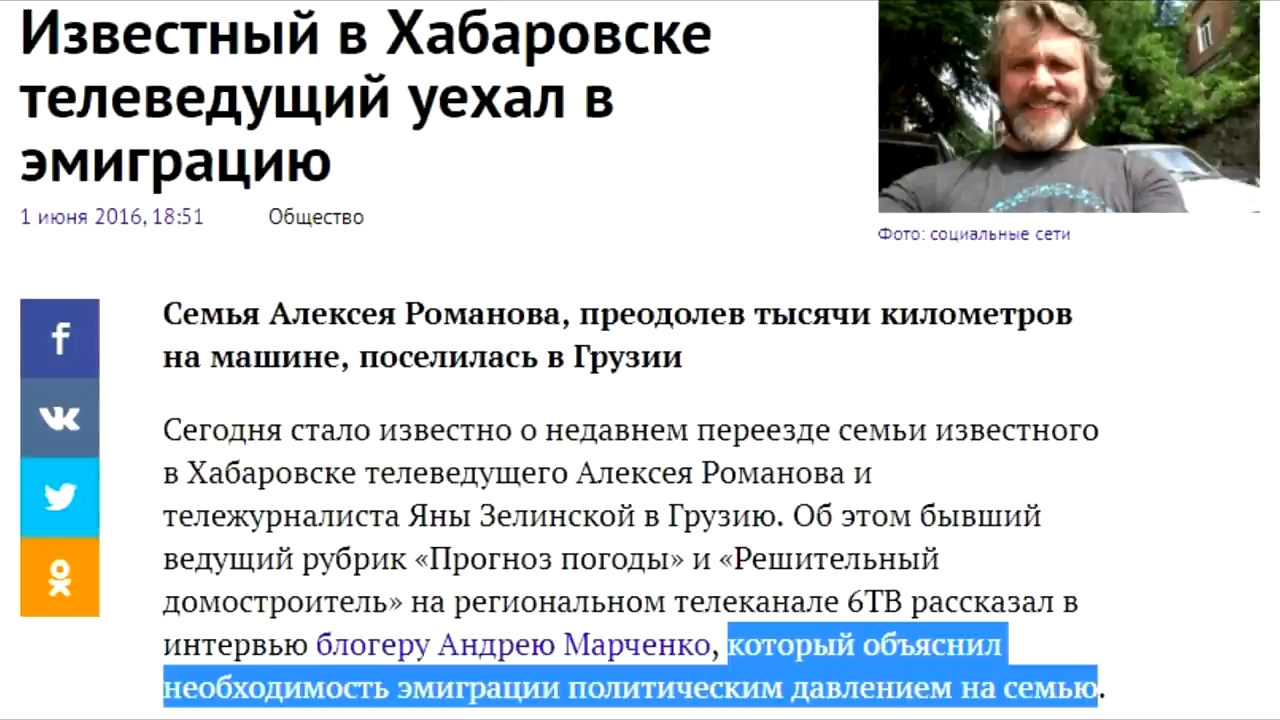 Известный в Хабаровске
телеведущий уехал в
эмиграцию
1 июня 2016, 18:51 Общество
Фото: социальные сети
Семья Алексея Романова, преодолев тысячи километров
на машине, поселилась в Грузии
Сегодня стало известно о недавнем переезде семьи известного
в Хабаровске телеведущего Алексея Романова и
тележурналиста Яны Зелинской в Грузию. Об этом бывший
ведущий рубрик «Прогноз погоды» и «Решительный
домостроитель» на региональном телеканале 6ТВ рассказал в
интервью блогеру Андрею Марченко, который объяснил
необходимость эмиграции политическим давлением на семью.